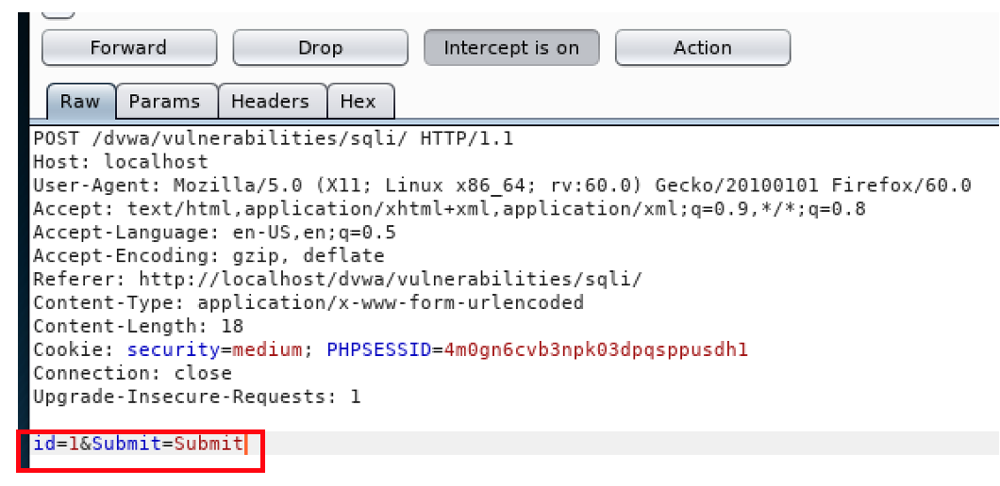 Forward Drop Intercept is on Action
Raw Params Headers Hex
POST /dvwa/vulnerabilities/sqli/ HTTP/1.1
Host: localhost
User-Agent: Mozilla/5.0 (X11; Linux x86_64; rv:60.0) Gecko/20100101 Firefox/60.0
Accept: text/html,application/xhtml+xml,application/xml;q=0.9,*/*;q=0.8
Accept-Language: en-US,en;q=0.5
Accept-Encoding: gzip, deflate
Referer: http://localhost/dvwa/vulnerabilities/sqli/
Content-Type: application/x-www-form-urlencoded
Content-Length: 18
Cookie: security=medium; PHPSESSID=4m0gn6cvb3npk03dpqsppusdh1
Connection: close
Upgrade-Insecure-Requests: 1
id=1&Submit=Submit